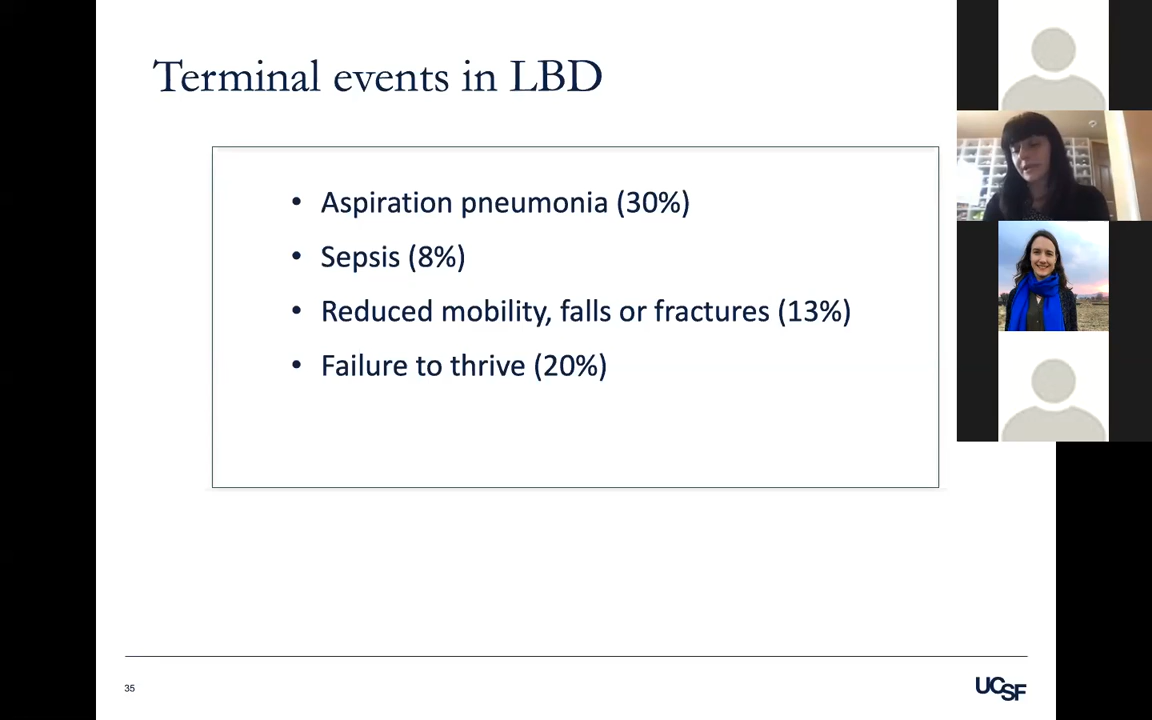 Terminal events in LBD
• Aspiration pneumonia (30%)
• Sepsis (8%)
• Reduced mobility, falls or fractures (13%)
• Failure to thrive (20%)
35
UCSF